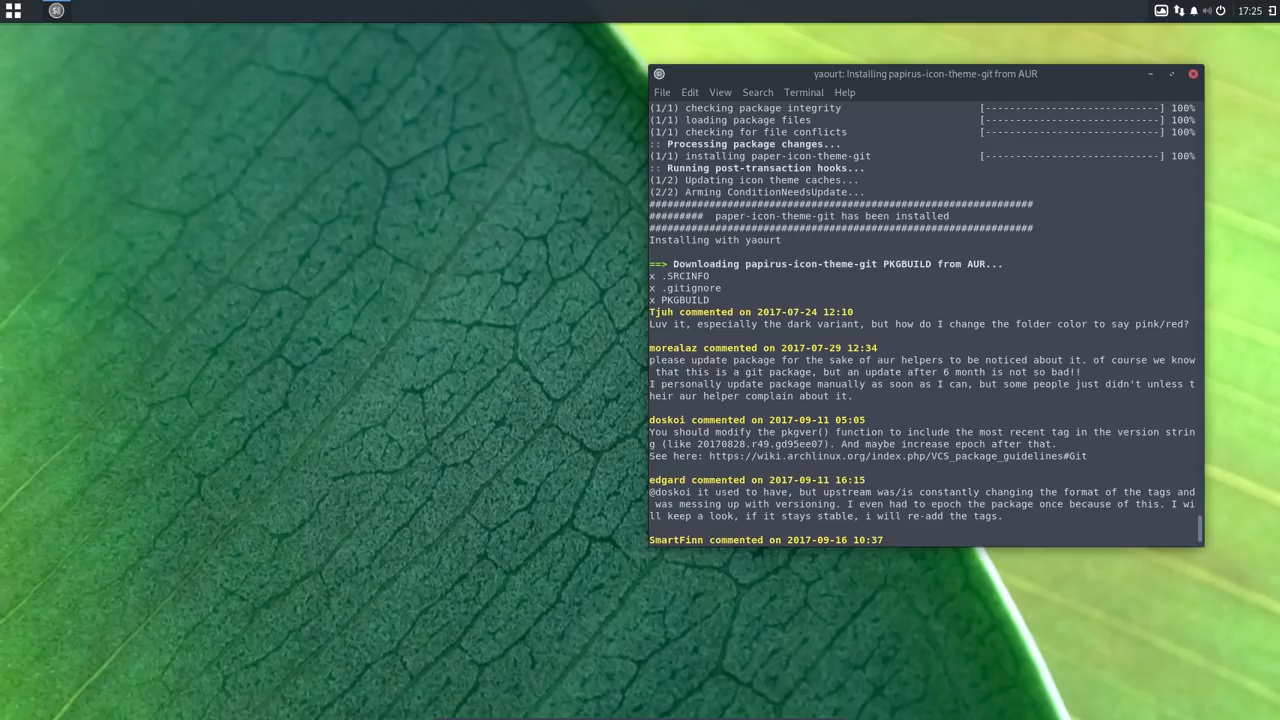 17:25
yaourt: Installing papirus-icon-theme-git from AUR
File Edit View Search Terminal Help
(1/1) checking package integrity [-----------------------------] 100%
(1/1) loading package files [-----------------------------] 100%
(1/1) checking for file conflicts [-----------------------------] 100%
:: Processing package changes...
(1/1) installing paper-icon-theme-git [-----------------------------] 100%
:: Running post-transaction hooks...
(1/2) Updating icon theme caches...
(2/2) Arming ConditionNeedsUpdate...
################################################################
######### paper-icon-theme-git has been installed
################################################################
Installing with yaourt
==> Downloading papirus-icon-theme-git PKGBUILD from AUR...
x .SRCINFO
x .gitignore
x PKGBUILD
Tjuh commented on 2017-07-24 12:10
Luv it, especially the dark variant, but how do I change the folder color to say pink/red?
morealaz commented on 2017-07-29 12:34
please update package for the sake of aur helpers to be noticed about it. of course we know
that this is a git package, but an update after 6 month is not so bad!!
I personally update package manually as soon as I can, but some people just didn't unless t
heir aur helper complain about it.
doskoi commented on 2017-09-11 05:05
You should modify the pkgver() function to include the most recent tag in the version strin
g (like 20170828.r49.gd95ee07). And maybe increase epoch after that.
See here: https://wiki.archlinux.org/index.php/VCS_package_guidelines#Git
edgard commented on 2017-09-11 16:15
@doskoi it used to have, but upstream was/is constantly changing the format of the tags and
was messing up with versioning. I even had to epoch the package once because of this. I wi
ll keep a look, if it stays stable, i will re-add the tags.
SmartFinn commented on 2017-09-16 10:37